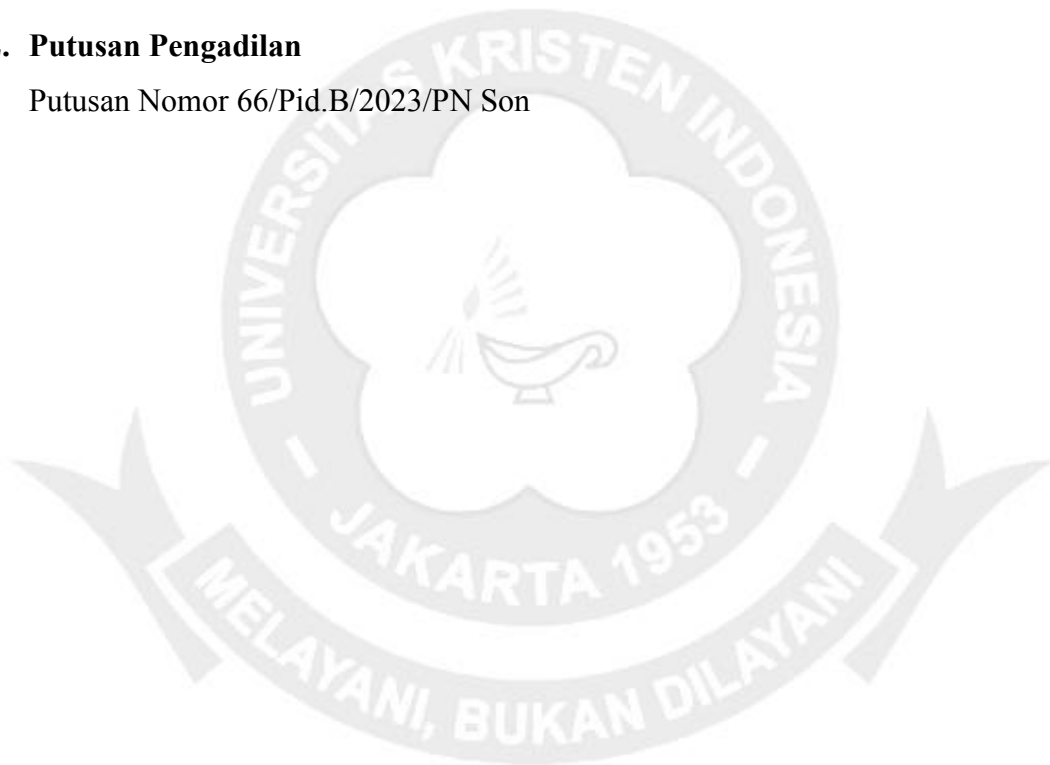 . Putusan Pengadilan
Putusan Nomor 66/Pid.B/2023/PN Son
UNIVERSITAS KRISTEN INDONESIA
- JAKARTA 1953 -
MELAYANI, BUKAN DILAYANI